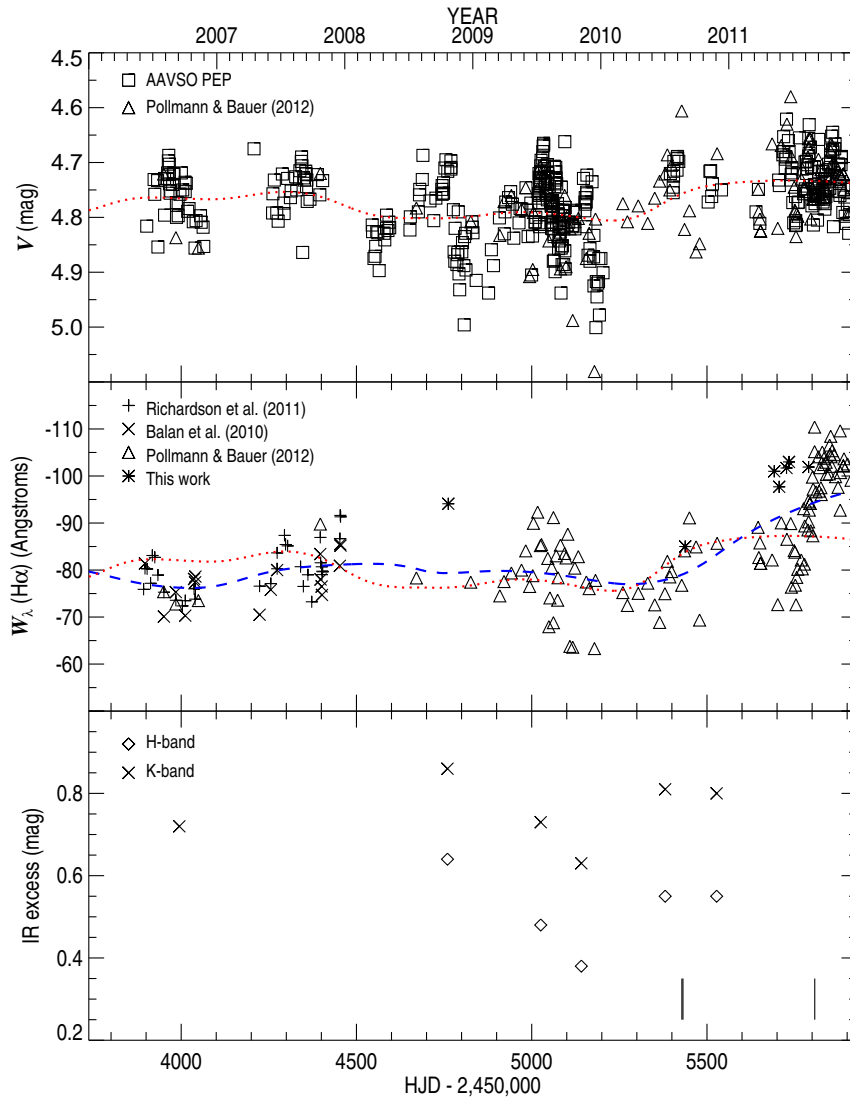 YEAR
2007 2008 2009 2010 2011
4.5
4.6
4.7
4.8
4.9
5.0
V (mag)
AAVSO PEP
Pollmann & Bauer (2012)
-110
-100
-90
-80
-70
-60
Wλ (Hα) (Angstroms)
Richardson et al. (2011)
Balan et al. (2010)
Pollmann & Bauer (2012)
This work
0.8
0.6
0.4
0.2
IR excess (mag)
H-band
K-band
4000 4500 5000 5500
HJD - 2,450,000